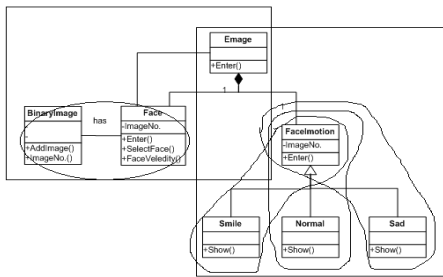 Emage
+Enter()
1
1
BinaryImage
-
+AddImage()
+ImageNo.()
has
Face
-ImageNo.
+Enter()
+SelectFace()
+FaceVeledity()
FaceImotion
-ImageNo.
+Enter()
Smile
+Show()
Normal
+Show()
Sad
+Show()